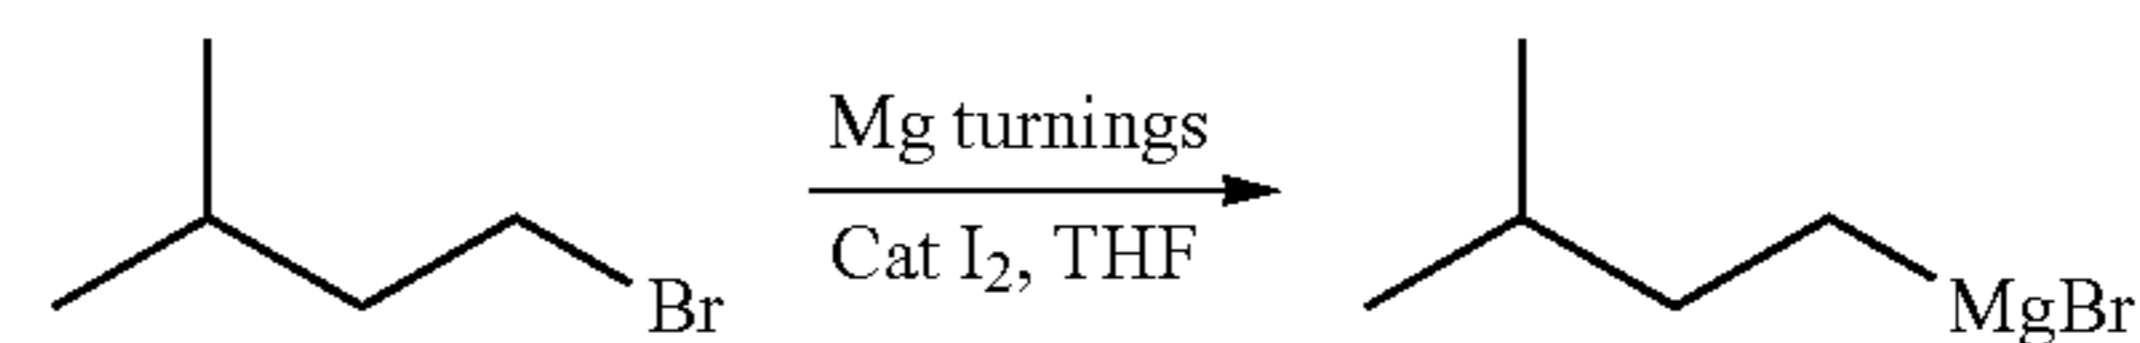 Mg turnings
Cat I₂, THF
Br
MgBr